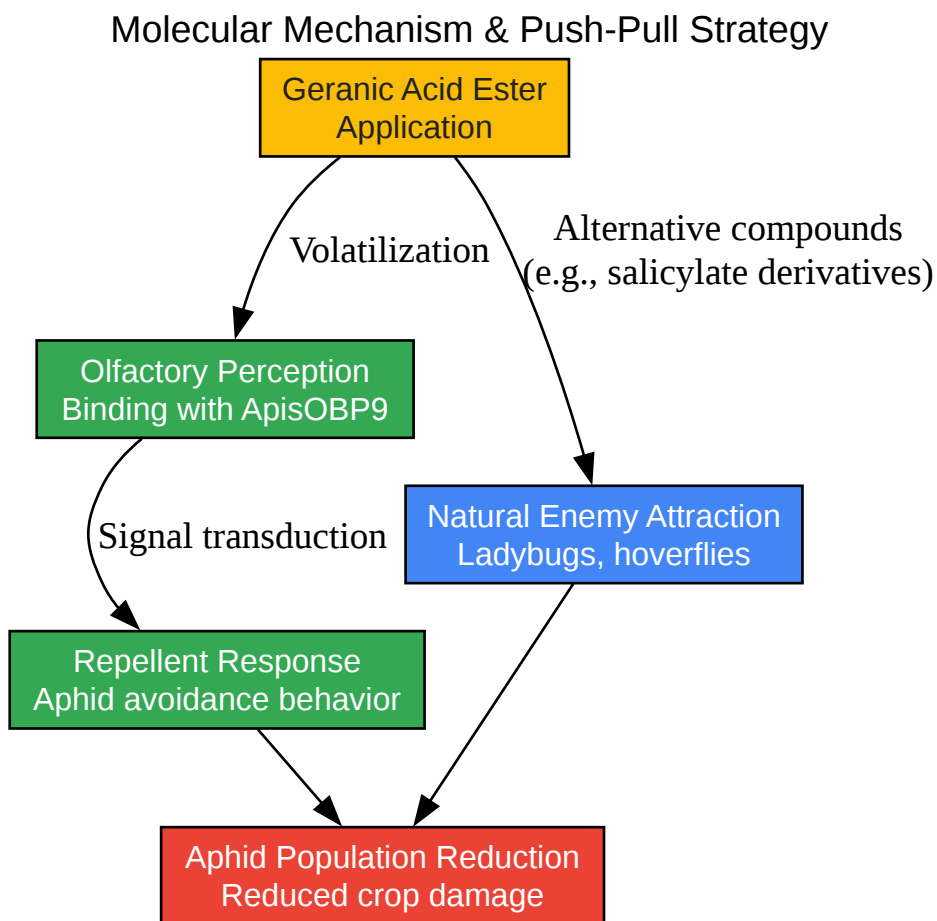 Molecular Mechanism & Push-Pull Strategy
Geranic Acid Ester
Application
Volatilization
Alternative compounds
(e.g., salicylate derivatives)
Olfactory Perception
Binding with ApisOBP9
Signal transduction
Natural Enemy Attraction
Ladybugs, hoverflies
Repellent Response
Aphid avoidance behavior
Aphid Population Reduction
Reduced crop damage